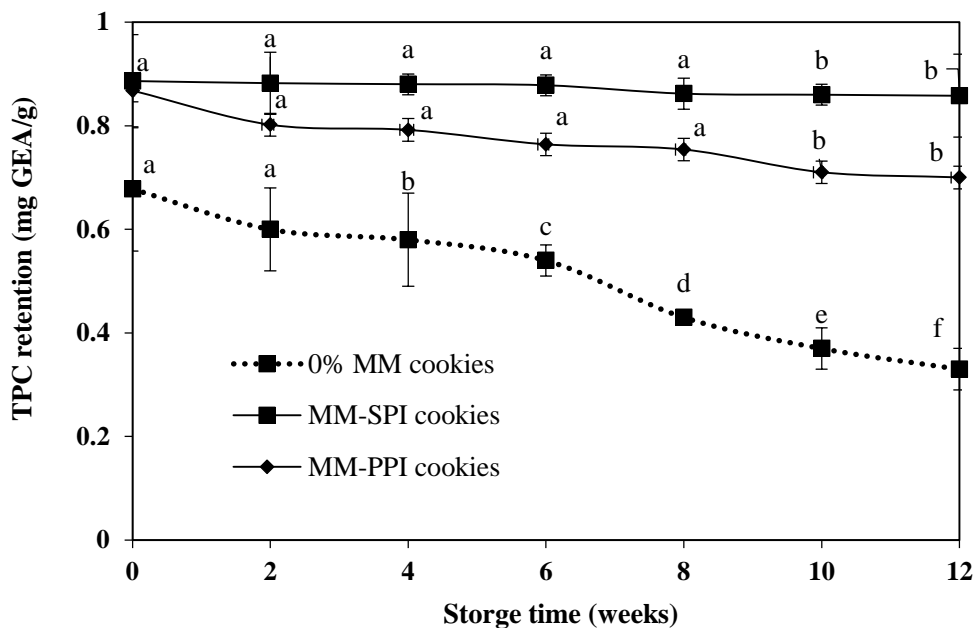 TPC retention (mg GEA/g)
1
0.8
0.6
0.4
0.2
0
a a a a a b b
a a a a b b
a a b c d e f
0% MM cookies
MM-SPI cookies
MM-PPI cookies
0 2 4 6 8 10 12
Storge time (weeks)